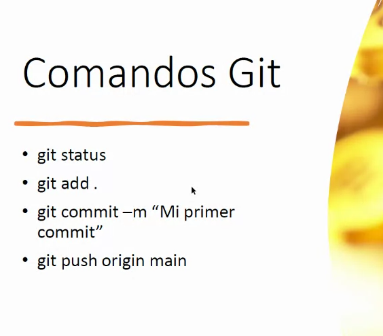 Comandos Git
• git status
• git add .
• git commit –m “Mi primer
commit”
• git push origin main